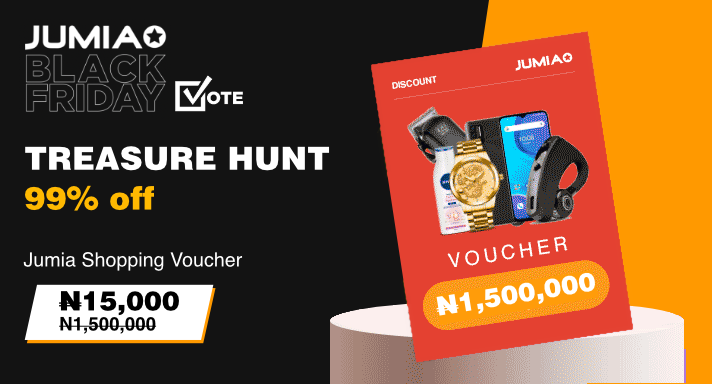 JUMIA
BLACK
FRIDAY
VOTE
TREASURE HUNT
99% off
Jumia Shopping Voucher
₦15,000
₦1,500,000
JUMIA
DISCOUNT
VOUCHER
₦1,500,000